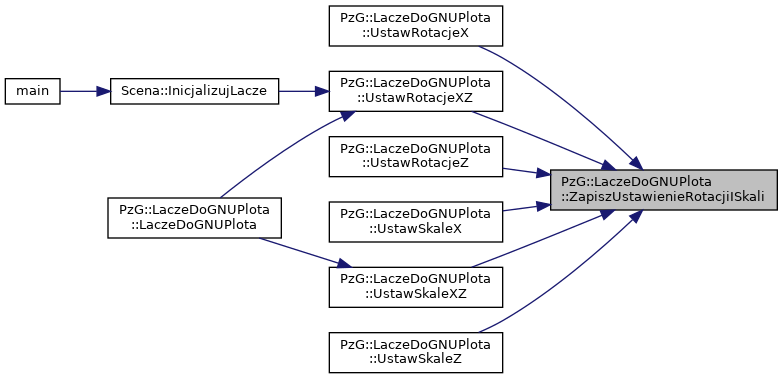 PzG::LaczeDoGNUPlota
::UstawRotacjeX
main
Scena::InicjalizujLacze
PzG::LaczeDoGNUPlota
::UstawRotacjeXZ
PzG::LaczeDoGNUPlota
::UstawRotacjeZ
PzG::LaczeDoGNUPlota
::ZapiszUstawienieRotacjiISkali
PzG::LaczeDoGNUPlota
::LaczeDoGNUPlota
PzG::LaczeDoGNUPlota
::UstawSkaleX
PzG::LaczeDoGNUPlota
::UstawSkaleXZ
PzG::LaczeDoGNUPlota
::UstawSkaleZ